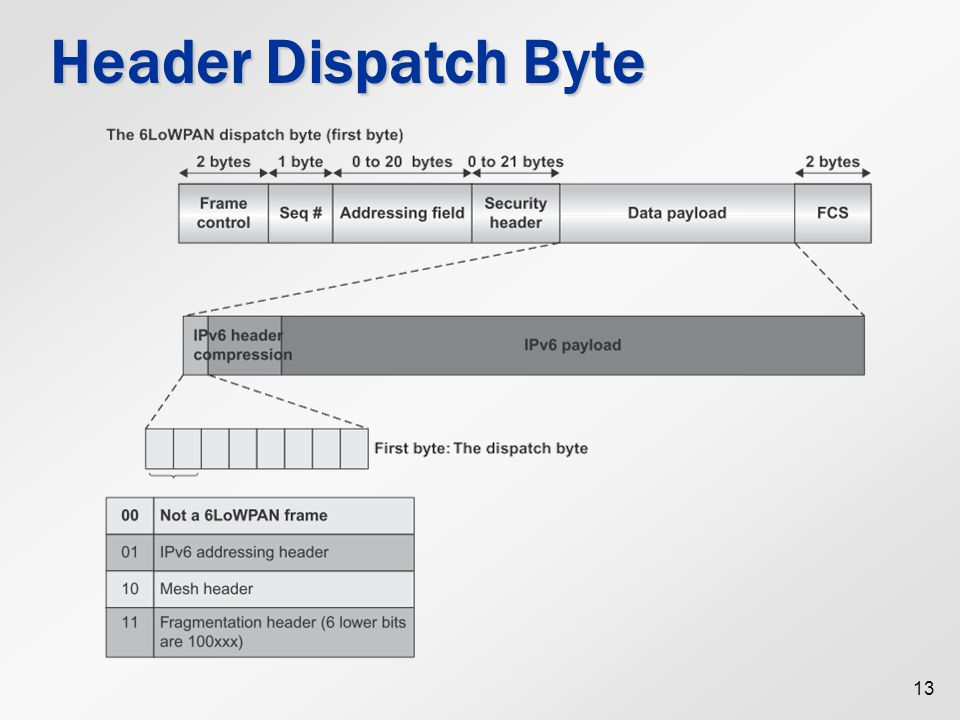 Header Dispatch Byte
The 6LoWPAN dispatch byte (first byte)
2 bytes 1 byte 0 to 20 bytes 0 to 21 bytes 2 bytes
Frame control Seq # Addressing field Security header Data payload FCS
IPv6 header compression IPv6 payload
First byte: The dispatch byte
00 Not a 6LoWPAN frame
01 IPv6 addressing header
10 Mesh header
11 Fragmentation header (6 lower bits
are 100xxx)
13